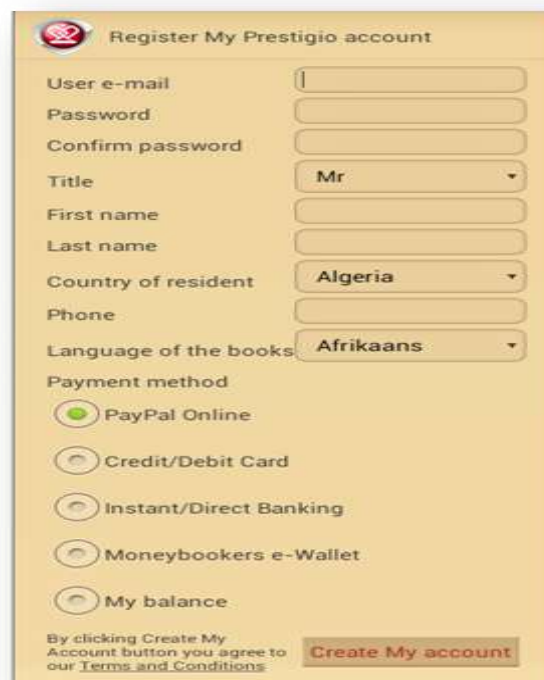 Register My Prestigio account
User e-mail
Password
Confirm password
Title Mr
First name
Last name
Country of resident Algeria
Phone
Language of the books Afrikaans
Payment method
PayPal Online
Credit/Debit Card
Instant/Direct Banking
Moneybookers e-Wallet
My balance
By clicking Create My
Account button you agree to
our Terms and Conditions
Create My account